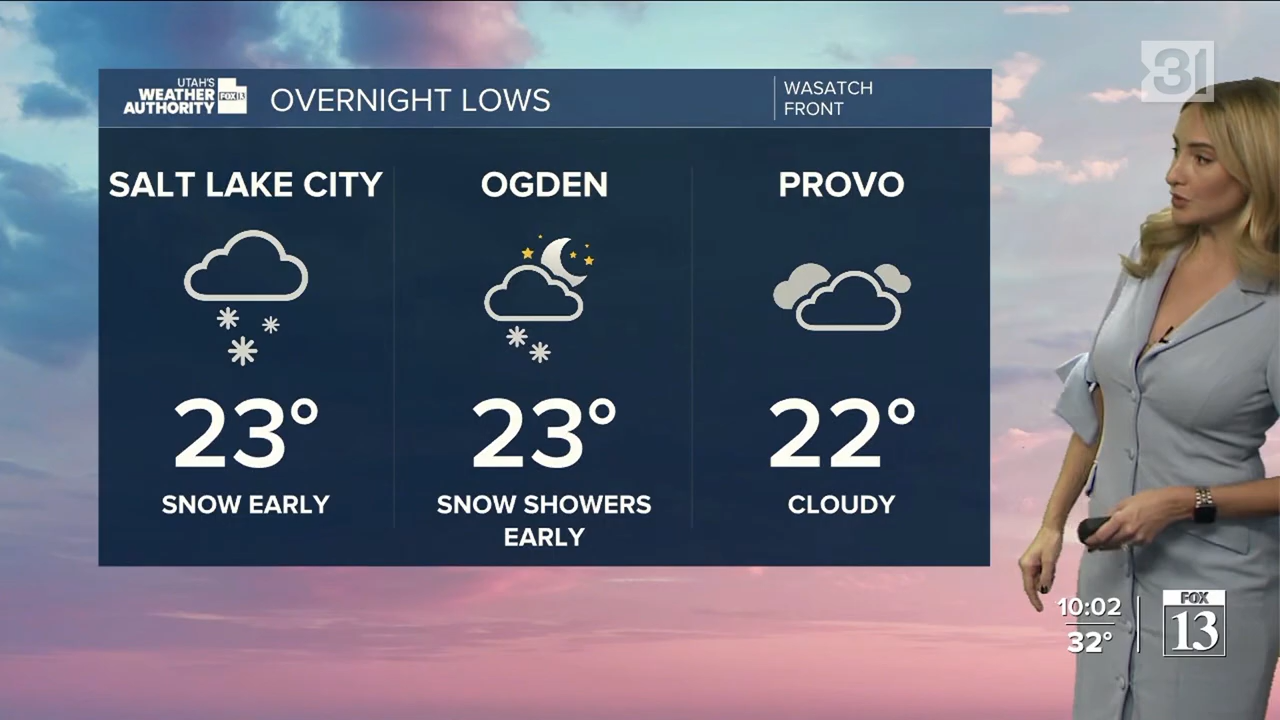 31
UTAH'S
WEATHER
AUTHORITY
FOX 13
OVERNIGHT LOWS
WASATCH
FRONT
SALT LAKE CITY
23°
SNOW EARLY
OGDEN
23°
SNOW SHOWERS
EARLY
PROVO
22°
CLOUDY
10:02
32°
FOX
13